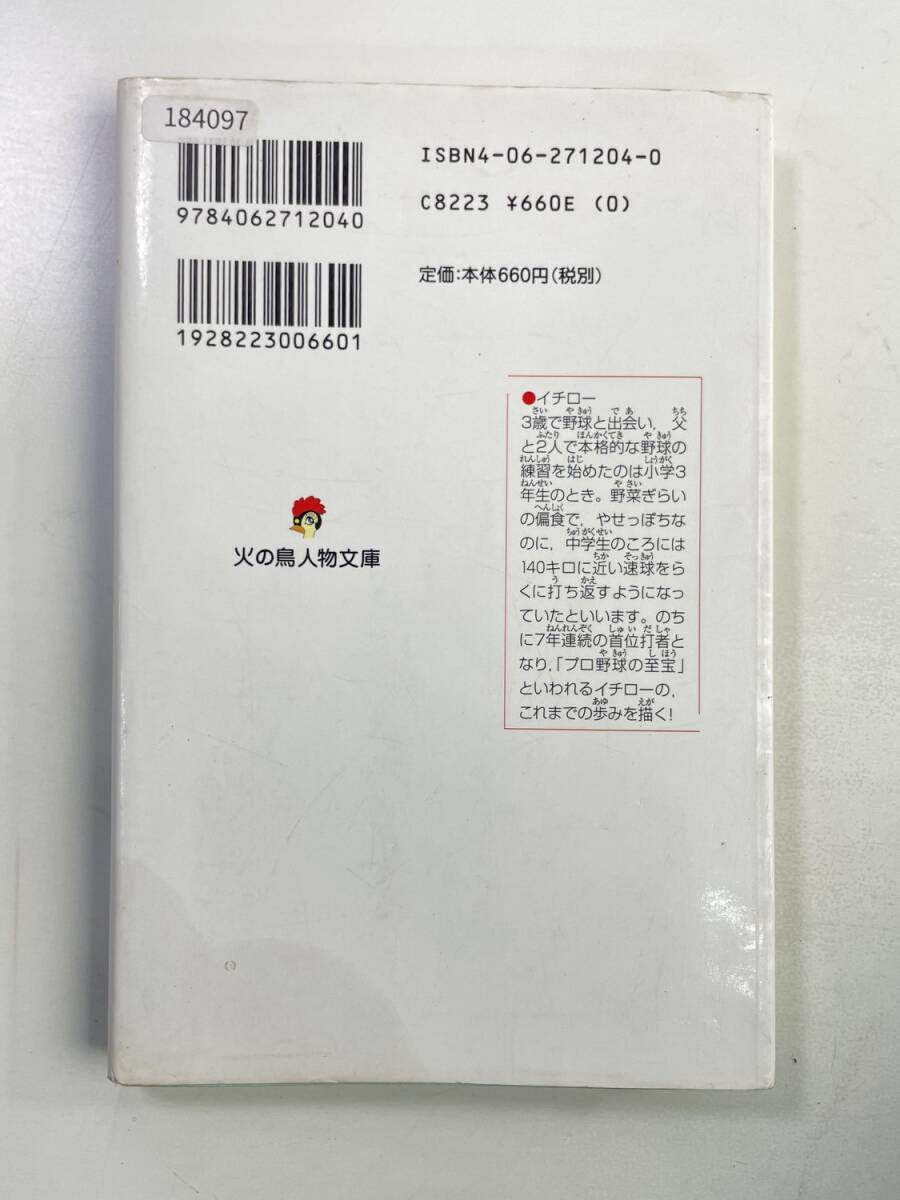 184097
9784062712040
ISBN4-06-271204-0
C8223 ¥660E (0)
1928223006601
定価:本体660円(税別)
火の鳥人物文庫
●イチロー
3歳で野球と出会い，父
と2人で本格的な野球の
練習を始めたのは小学3
年生のとき。野菜ぎらい
の偏食で，やせっぽちな
のに，中学生のころには
140キロに近い速球をら
くに打ち返すようになっ
ていたといいます。のち
に7年連続の首位打者と
なり，「プロ野球の至宝」
といわれるイチローの，
これまでの歩みを描く!